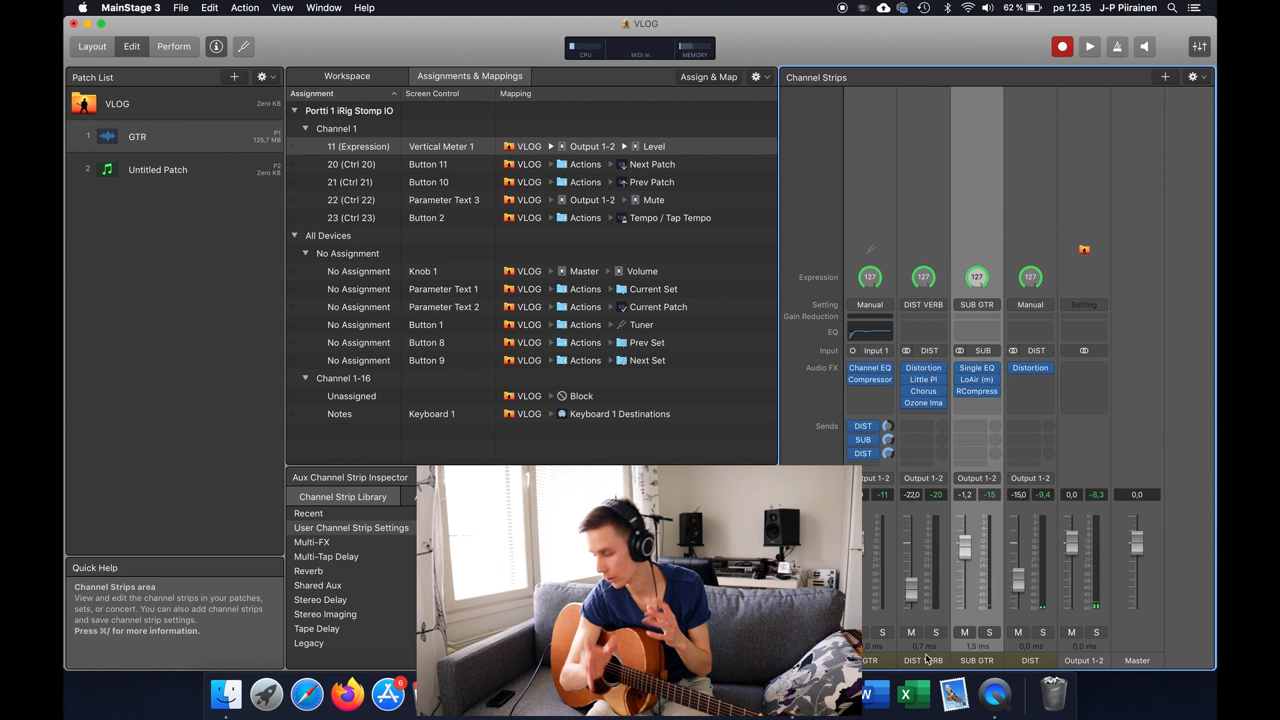 MainStage 3 File Edit Action View Window Help
62 % pe 12.35 J-P Piirainen
VLOG
Layout Edit Perform
CPU MIDI In MEMORY
Patch List
VLOG Zero KB
1 GTR P1 125,7 MB
2 Untitled Patch P2 Zero KB
Quick Help
Channel Strips area
View and edit the channel strips in your patches,
sets, or concert. You can also add channel strips
and save channel strip settings.
Press ⌘/ for more information.
Workspace Assignments & Mappings Assign & Map
Assignment Screen Control Mapping
Portti 1 iRig Stomp IO
Channel 1
11 (Expression) Vertical Meter 1 VLOG Output 1-2 Level
20 (Ctrl 20) Button 11 VLOG Actions Next Patch
21 (Ctrl 21) Button 10 VLOG Actions Prev Patch
22 (Ctrl 22) Parameter Text 3 VLOG Output 1-2 Mute
23 (Ctrl 23) Button 2 VLOG Actions Tempo / Tap Tempo
All Devices
No Assignment
No Assignment Knob 1 VLOG Master Volume
No Assignment Parameter Text 1 VLOG Actions Current Set
No Assignment Parameter Text 2 VLOG Actions Current Patch
No Assignment Button 1 VLOG Actions Tuner
No Assignment Button 8 VLOG Actions Prev Set
No Assignment Button 9 VLOG Actions Next Set
Channel 1-16
Unassigned VLOG Block
Notes Keyboard 1 VLOG Keyboard 1 Destinations
Aux Channel Strip Inspector
Channel Strip Library
Recent
User Channel Strip Settings
Multi-FX
Multi-Tap Delay
Reverb
Shared Aux
Stereo Delay
Stereo Imaging
Tape Delay
Legacy
Channel Strips
Expression 127 127 127 127
Setting Manual DIST VERB SUB GTR Manual Setting
Gain Reduction
EQ
Input Input 1 DIST SUB DIST
Audio FX Channel EQ Distortion Single EQ Distortion
Compressor Little Pl LoAir (m)
Chorus RCompress
Ozone Ima
Sends DIST
SUB
DIST
Output 1-2 Output 1-2 Output 1-2
-11 -22,0 -20 -1,2 -15 -15,0 -9,4 0,0 -8,3 0,0
S M S M S M S M S
0,7 ms 1,5 ms 0,0 ms 0,0 ms
GTR DIST VERB SUB GTR DIST Output 1-2 Master
6